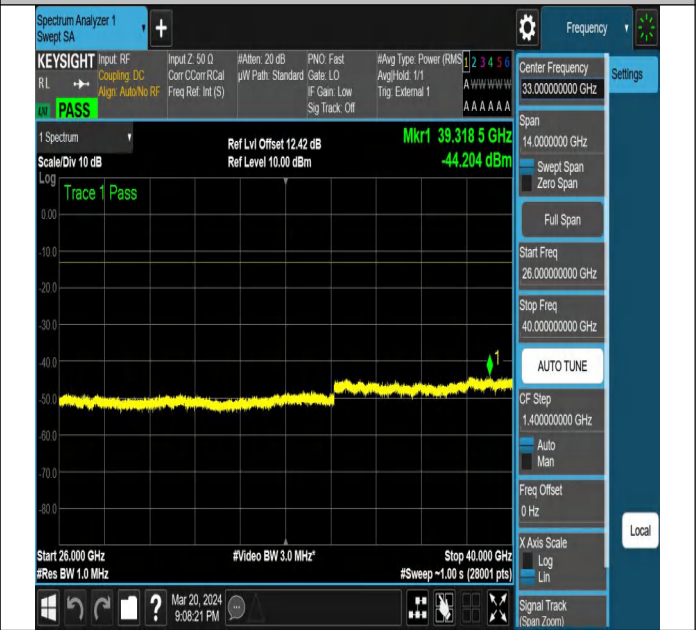 Spectrum Analyzer 1
Swept SA
Frequency
KEYSIGHT
Input: RF
Coupling: DC
Align: Auto/No RF
Input Z: 50 Ω
Corr CCorr RCal
Freq Ref: Int (S)
#Atten: 20 dB
µW Path: Standard
PNO: Fast
Gate: LO
IF Gain: Low
Sig Track: Off
#Avg Type: Power (RMS
Avg|Hold: 1/1
Trig: External 1
1 2 3 4 5 6
A W W W W W
A A A A A A
RL
PASS
1 Spectrum
Scale/Div 10 dB
Ref Lvl Offset 12.42 dB
Ref Level 10.00 dBm
Mkr1 39.318 5 GHz
-44.204 dBm
Log
Trace 1 Pass
0.00
-10.0
-20.0
-30.0
-40.0
-50.0
-60.0
-70.0
-80.0
1
Start 26.000 GHz
#Res BW 1.0 MHz
#Video BW 3.0 MHz*
Stop 40.000 GHz
#Sweep ~1.00 s (28001 pts)
Mar 20, 2024
9:08:21 PM
Center Frequency
33.000000000 GHz
Settings
Span
14.0000000 GHz
Swept Span
Zero Span
Full Span
Start Freq
26.000000000 GHz
Stop Freq
40.000000000 GHz
AUTO TUNE
CF Step
1.400000000 GHz
Auto
Man
Freq Offset
0 Hz
X Axis Scale
Log
Lin
Local
Signal Track
(Span Zoom)